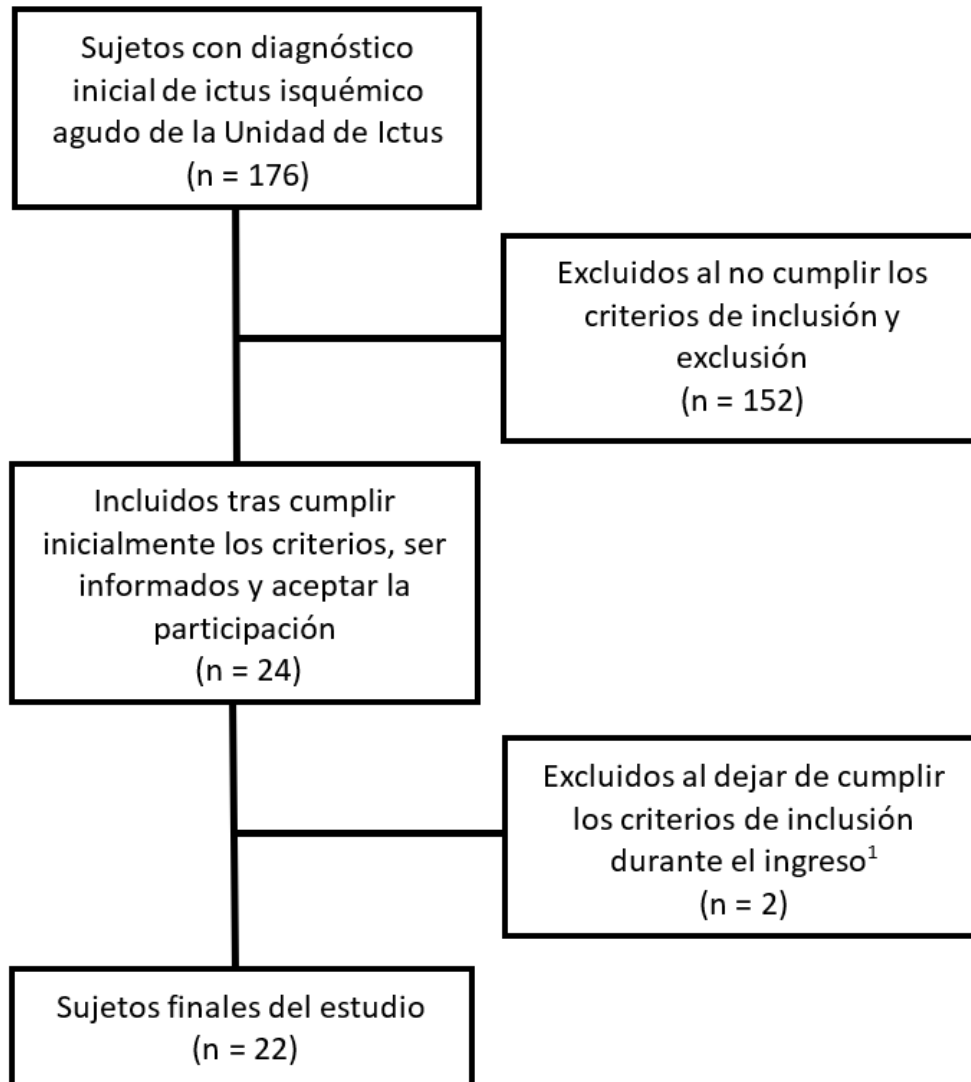 Sujetos con diagnóstico
inicial de ictus isquémico
agudo de la Unidad de Ictus
(n = 176)
Excluidos al no cumplir los
criterios de inclusión y
exclusión
(n = 152)
Incluidos tras cumplir
inicialmente los criterios, ser
informados y aceptar la
participación
(n = 24)
Excluidos al dejar de cumplir
los criterios de inclusión
durante el ingreso¹
(n = 2)
Sujetos finales del estudio
(n = 22)